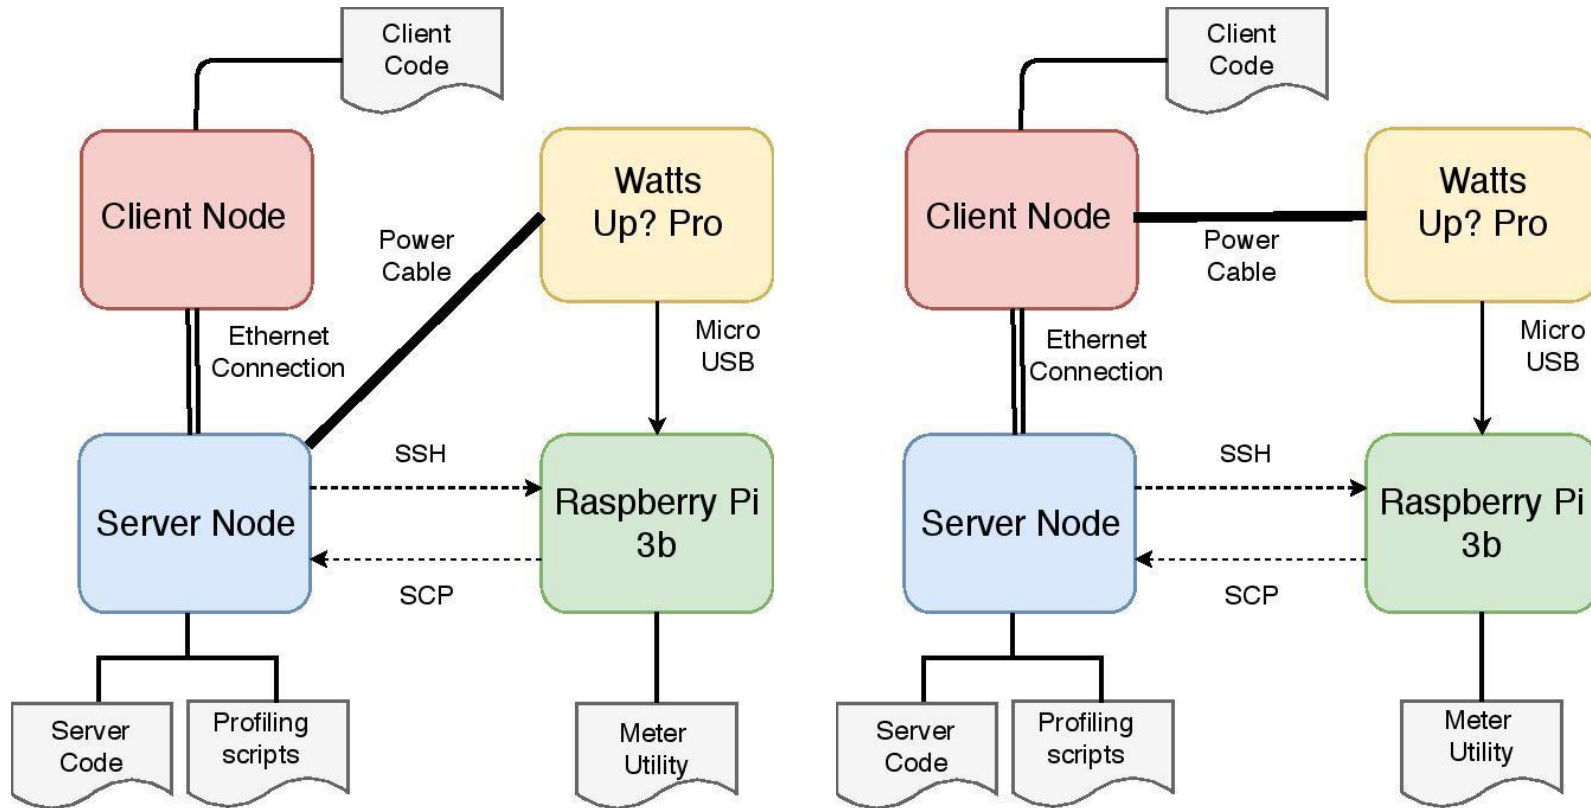 Client
Code
Client Node
Watts
Up? Pro
Power
Cable
Ethernet
Connection
Micro
USB
SSH
Server Node
Raspberry Pi
3b
SCP
Server
Code
Profiling
scripts
Meter
Utility
Client
Code
Client Node
Watts
Up? Pro
Power
Cable
Ethernet
Connection
Micro
USB
SSH
Server Node
Raspberry Pi
3b
SCP
Server
Code
Profiling
scripts
Meter
Utility